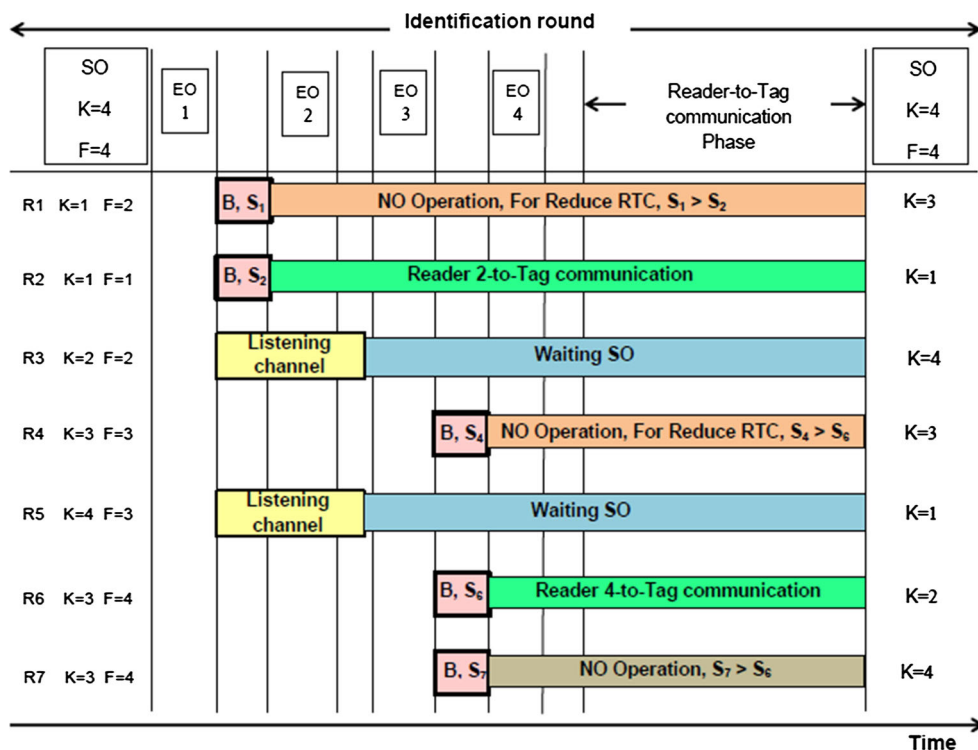 Identification round
SO
K=4
F=4
EO
1
EO
2
EO
3
EO
4
Reader-to-Tag
communication
Phase
SO
K=4
F=4
R1 K=1 F=2
B, S1
NO Operation, For Reduce RTC, S1 > S2
K=3
R2 K=1 F=1
B, S2
Reader 2-to-Tag communication
K=1
R3 K=2 F=2
Listening
channel
Waiting SO
K=4
R4 K=3 F=3
B, S4
NO Operation, For Reduce RTC, S4 > S6
K=3
R5 K=4 F=3
Listening
channel
Waiting SO
K=1
R6 K=3 F=4
B, S6
Reader 4-to-Tag communication
K=2
R7 K=3 F=4
B, S7
NO Operation, S7 > S6
K=4
Time